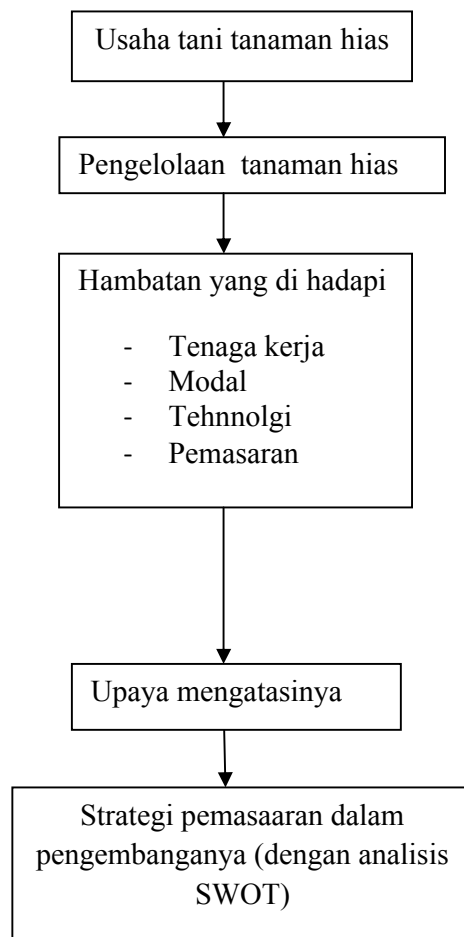 Usaha tani tanaman hias
Pengelolaan tanaman hias
Hambatan yang di hadapi
- Tenaga kerja
- Modal
- Tehnnolgi
- Pemasaran
Upaya mengatasinya
Strategi pemasaaran dalam
pengembanganya (dengan analisis
SWOT)